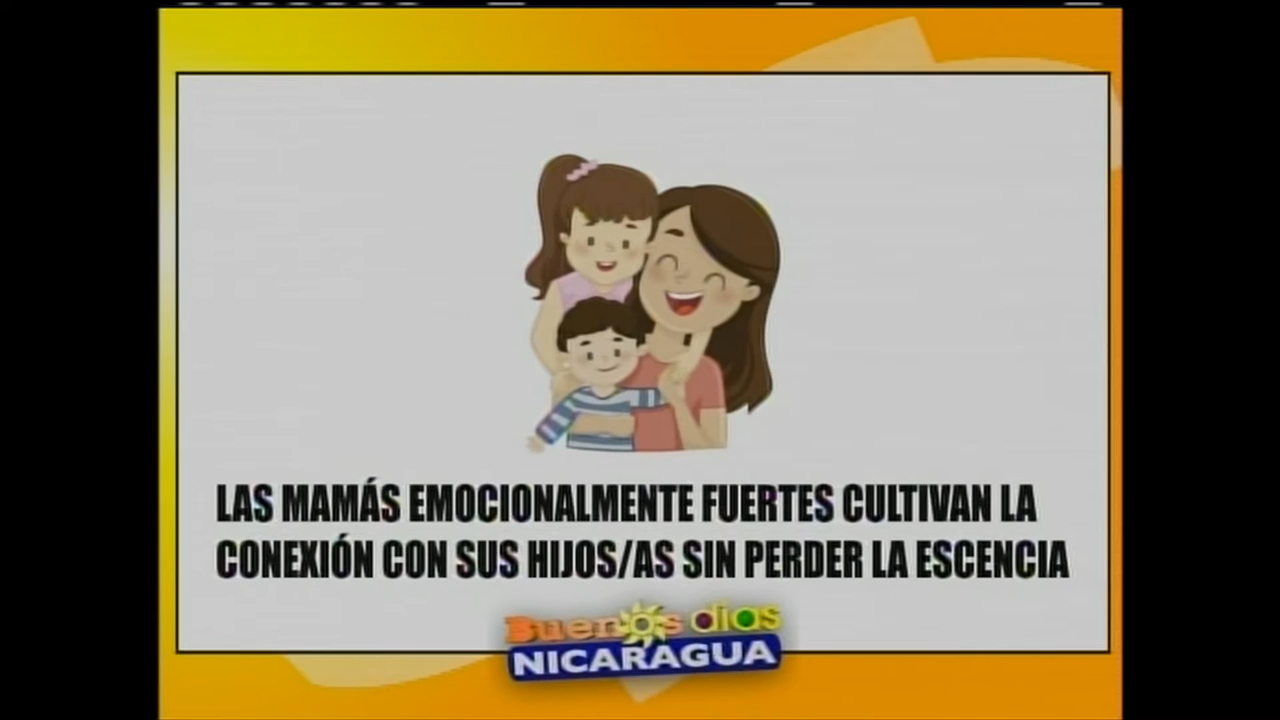 LAS MAMÁS EMOCIONALMENTE FUERTES CULTIVAN LA
CONEXIÓN CON SUS HIJOS/AS SIN PERDER LA ESCENCIA
Buenos días
NICARAGUA